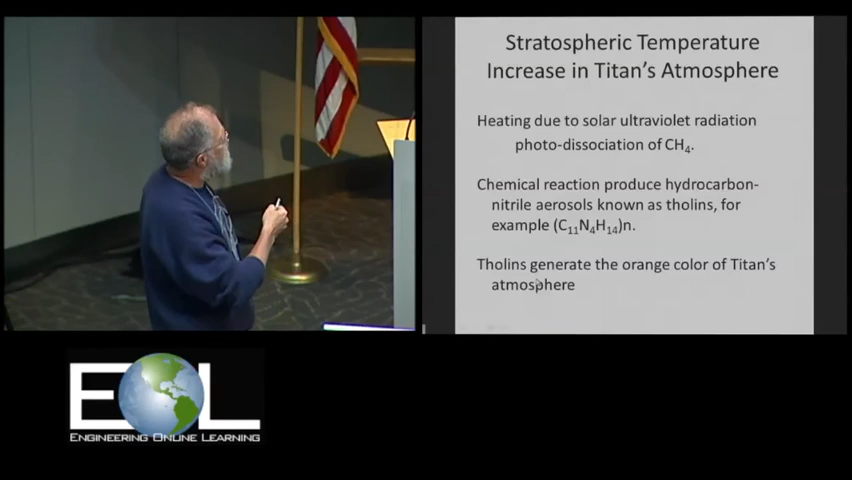 Stratospheric Temperature
Increase in Titan's Atmosphere
Heating due to solar ultraviolet radiation
photo-dissociation of CH₄.
Chemical reaction produce hydrocarbon-
nitrile aerosols known as tholins, for
example (C₁₁N₄H₁₄)n.
Tholins generate the orange color of Titan's
atmosphere
EOL
ENGINEERING ONLINE LEARNING